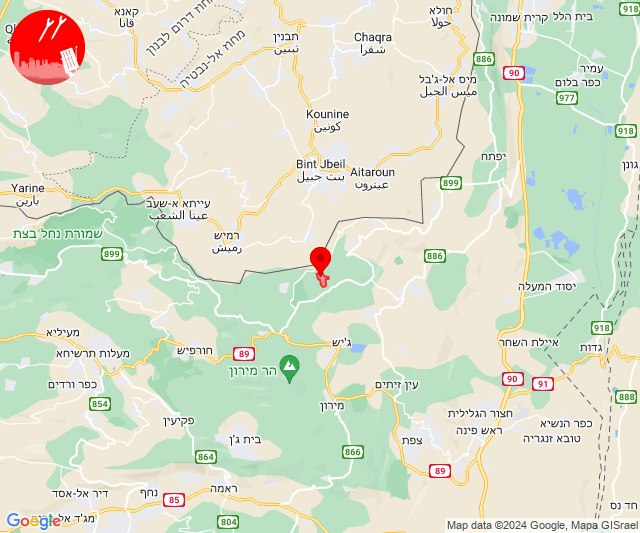 קאנא
قانا
מחוז דרום לבנון
מחוז אל-נבטיה
תבנין
تبنين
Chaqra
شقرا
חולא
حولا
קרית שמונה
בית הלל
918
886
90
עמיר
כפר בלום
977
מיס אל-ג'בל
ميس الجبل
918
Kounine
كونين
גונן
יפתח
Bint Jbeil
بنت جبيل
Aitaroun
عيترون
899
Yarine
يارين
עייתא א-שעב
عيتا الشعب
רמיש
رميش
שמורת נחל בצת
899
886
יסוד המעלה
918
מעיליא
מעלות תרשיחא
חורפיש
89
ג'יש
איילת השחר
גדות
הר מירון
כפר ורדים
854
מירון
עין זיתים
90
91
888
חצור הגלילית
ראש פינה
כפר הנשיא
טובא זנגריה
פקיעין
בית ג'ן
צפת
864
866
89
דיר אל-אסד
נחף
ראמה
85
מג'ד אל-
804
חד נס
Google
Map data ©2024 Google, Mapa GISrael